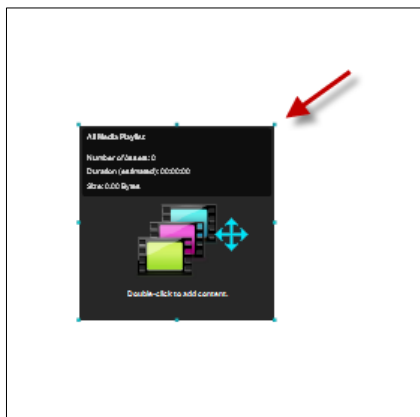 All Media Playlist
Number of Assets: 0
Duration (estimated): 00:00:00
Size: 0.00 Bytes
Double-click to add content.